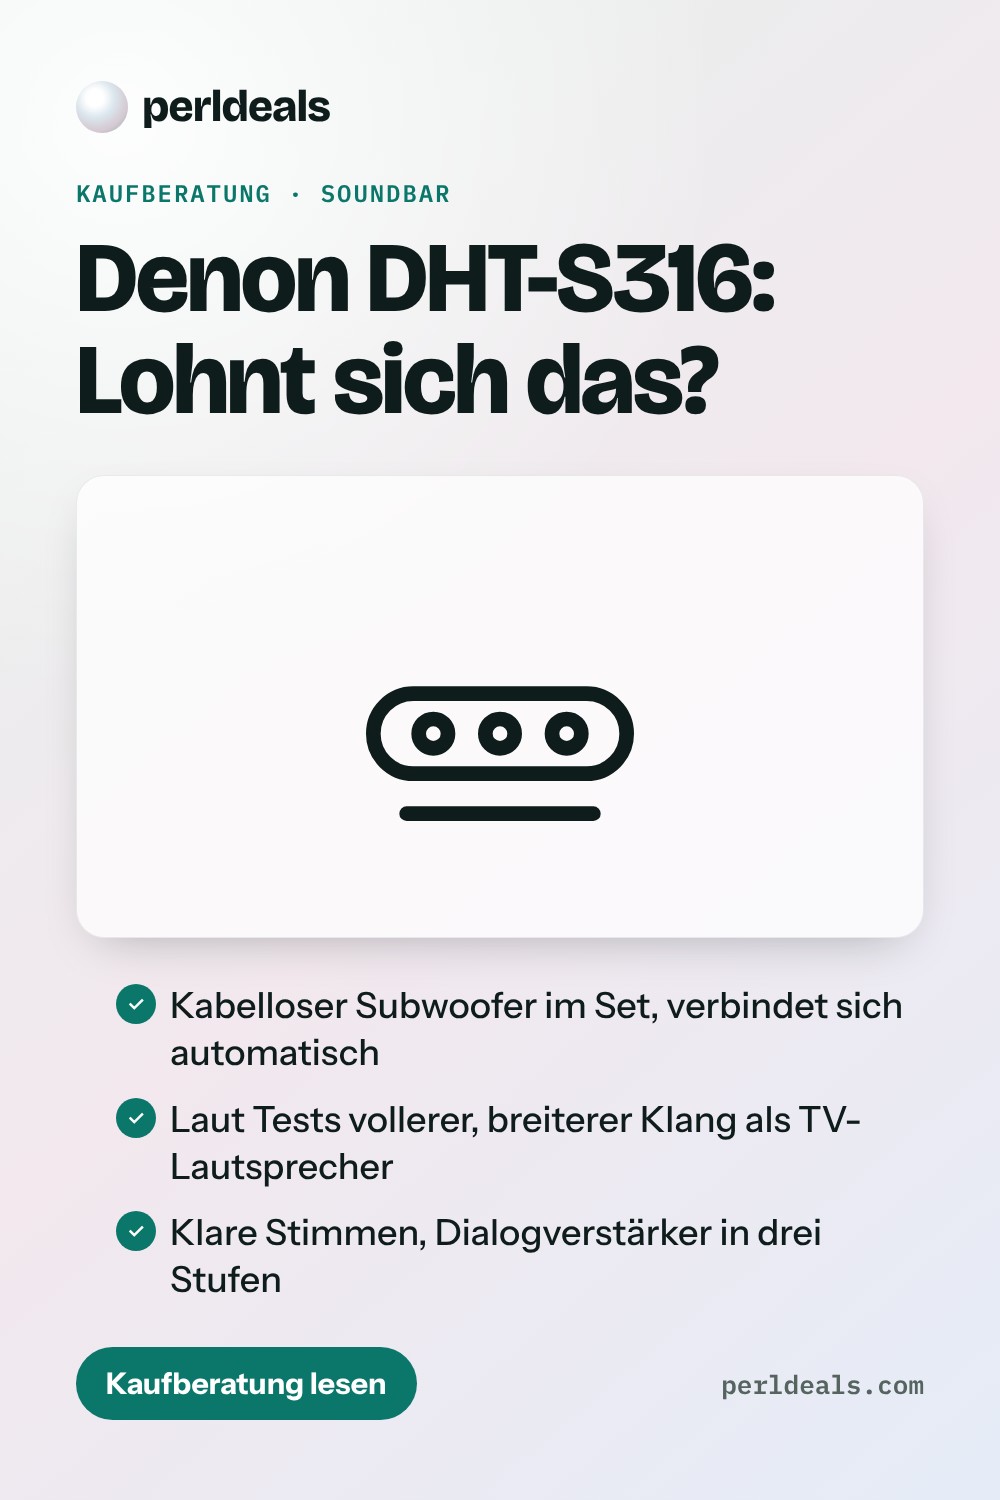 perldeals
KAUFBERATUNG · SOUNDBAR
Denon DHT-S316:
Lohnt sich das?
Kabelloser Subwoofer im Set, verbindet sich
automatisch
Laut Tests vollerer, breiterer Klang als TV-
Lautsprecher
Klare Stimmen, Dialogverstärker in drei
Stufen
Kaufberatung lesen
perldeals.com